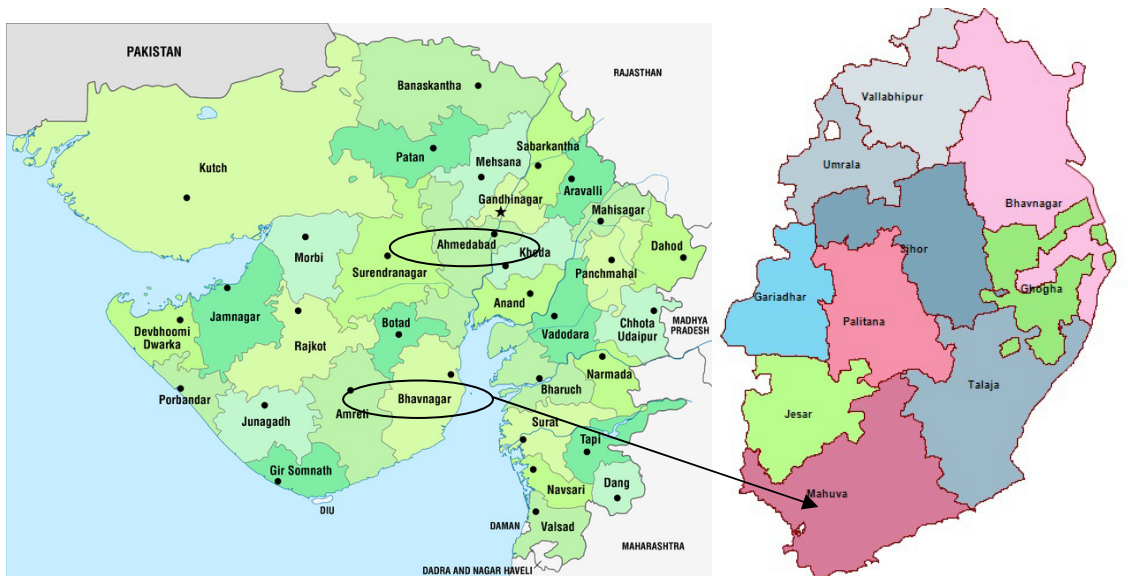 PAKISTAN
RAJASTHAN
Banaskantha
Kutch
Patan
Mehsana
Sabarkantha
Aravalli
Gandhinagar
Mahisagar
Morbi
Surendranagar
Ahmedabad
Kheda
Panchmahal
Dahod
Jamnagar
Anand
Devbhoomi
Dwarka
Rajkot
Botad
Vadodara
Chhota
Udaipur
MADHYA
PRADESH
Porbandar
Junagadh
Amreli
Bhavnagar
Bharuch
Narmada
Surat
Tapi
Gir Somnath
Navsari
Dang
DIU
DAMAN
Valsad
MAHARASHTRA
DADRA AND NAGAR HAVELI
Vallabhipur
Umrala
Bhavnagar
Sihor
Gariadhar
Ghogha
Palitana
Talaja
Jesar
Mahuva